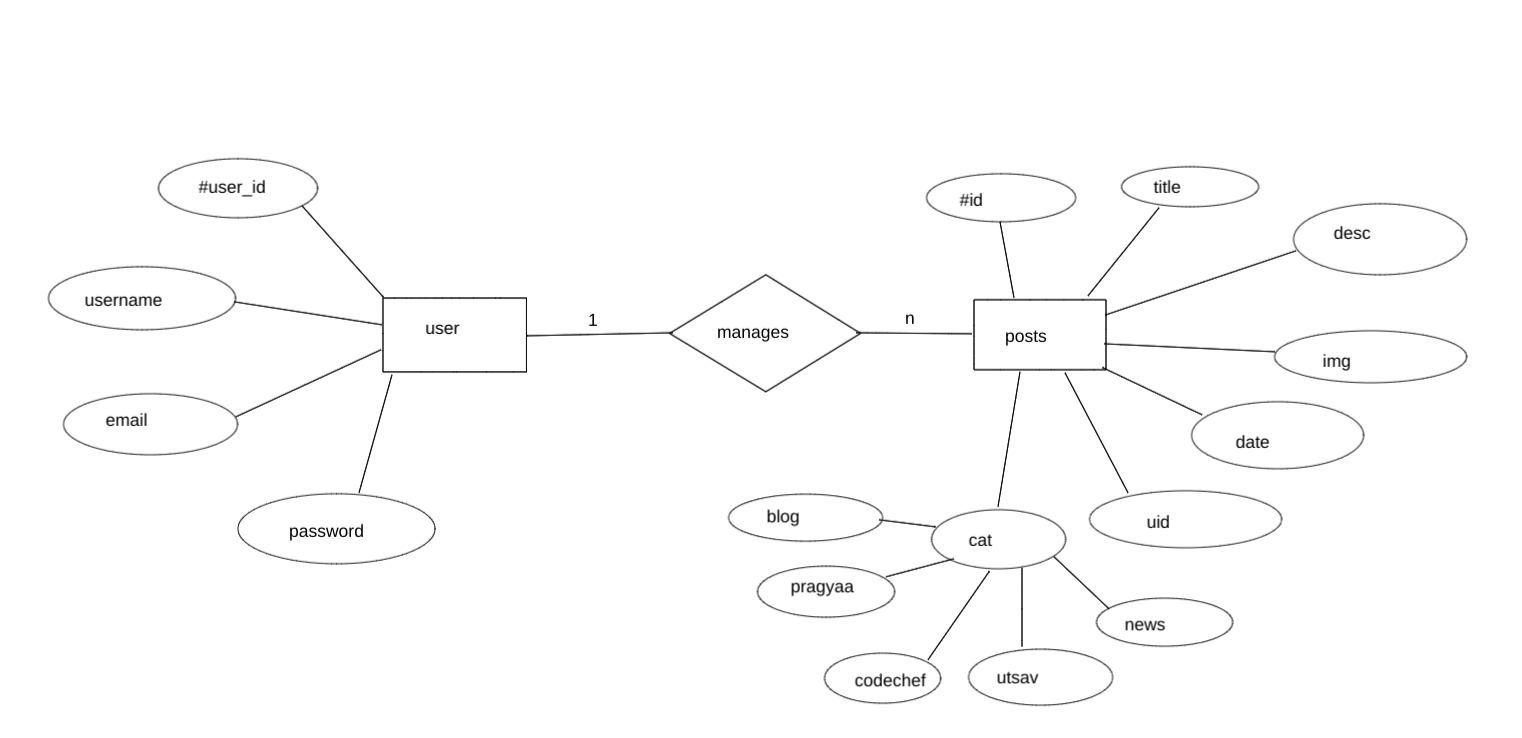 #user_id
username
email
password
user
1
manages
n
posts
#id
title
desc
img
date
uid
cat
blog
pragyaa
codechef
utsav
news